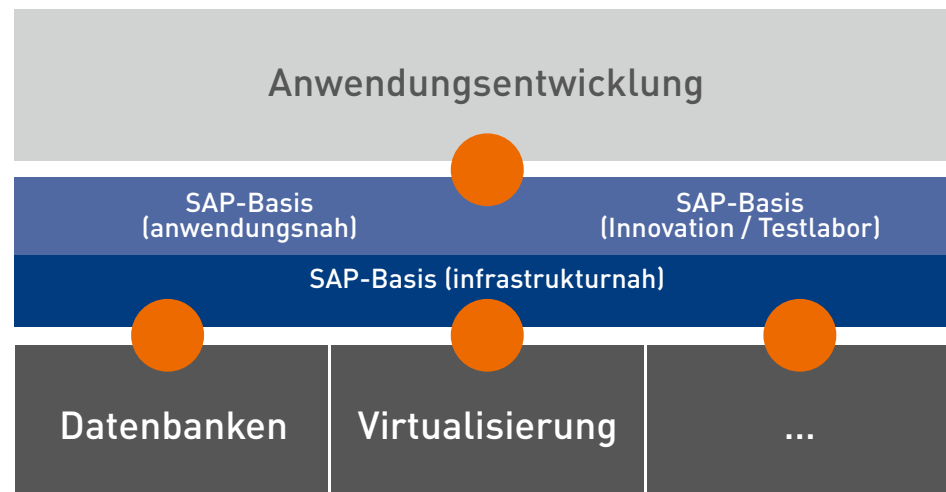 Anwendungsentwicklung
SAP-Basis
(anwendungsnah)
SAP-Basis
(Innovation / Testlabor)
SAP-Basis (infrastrukturnah)
Datenbanken
Virtualisierung
...